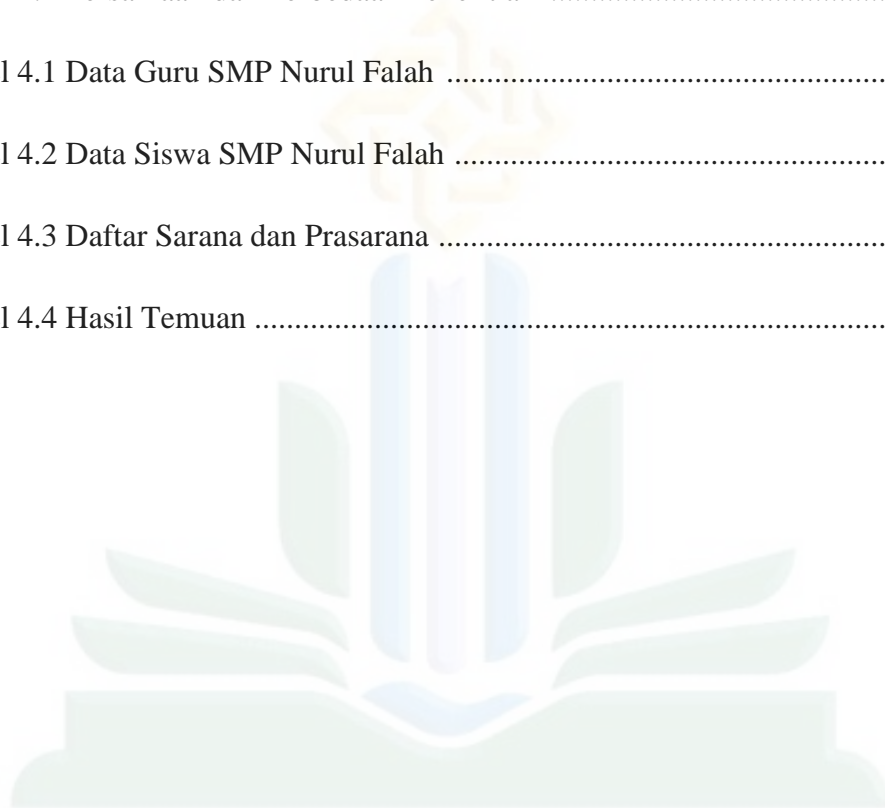 l 4.1 Data Guru SMP Nurul Falah ........................................................
l 4.2 Data Siswa SMP Nurul Falah .......................................................
l 4.3 Daftar Sarana dan Prasarana .........................................................
l 4.4 Hasil Temuan ................................................................................